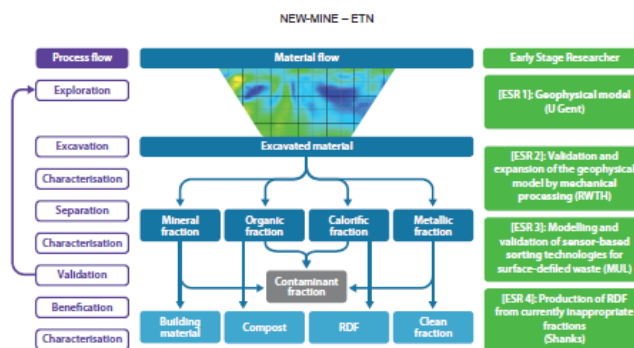 NEW-MINE – ETN
Process flow
Material flow
Early Stage Researcher
Exploration
[ESR 1]: Geophysical model
(U Gent)
Excavation
Excavated material
Characterisation
[ESR 2]: Validation and
expansion of the geophysical
model by mechanical
processing (RWTH)
Separation
Mineral
fraction
Organic
fraction
Calorific
fraction
Metallic
fraction
Characterisation
[ESR 3]: Modelling and
validation of sensor-based
sorting technologies for
surface-defiled waste (MUL)
Validation
Contaminant
fraction
Benefication
Building
material
Compost
RDF
Clean
fraction
[ESR 4]: Production of RDF
from currently inappropriate
fractions
(Shanks)
Characterisation